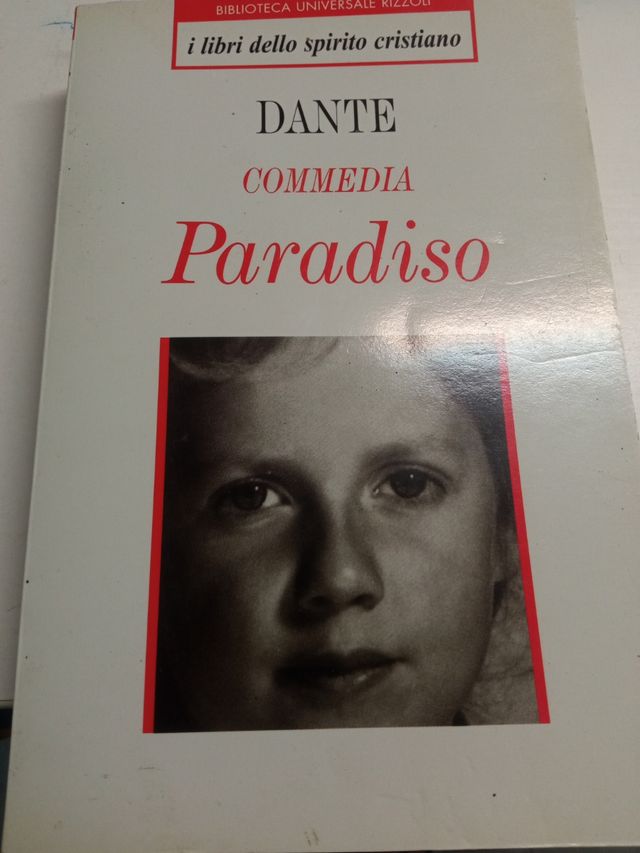 BIBLIOTECA UNIVERSALE RIZZOLI
i libri dello spirito cristiano
DANTE
COMMEDIA
Paradiso